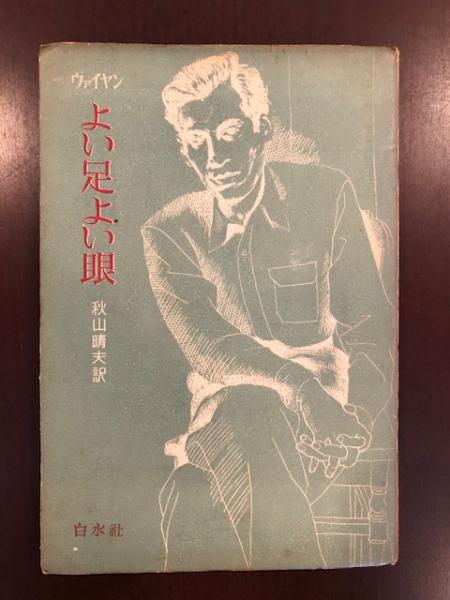 ヴァイヤン
よい足よい眼
秋山晴夫訳
白水社